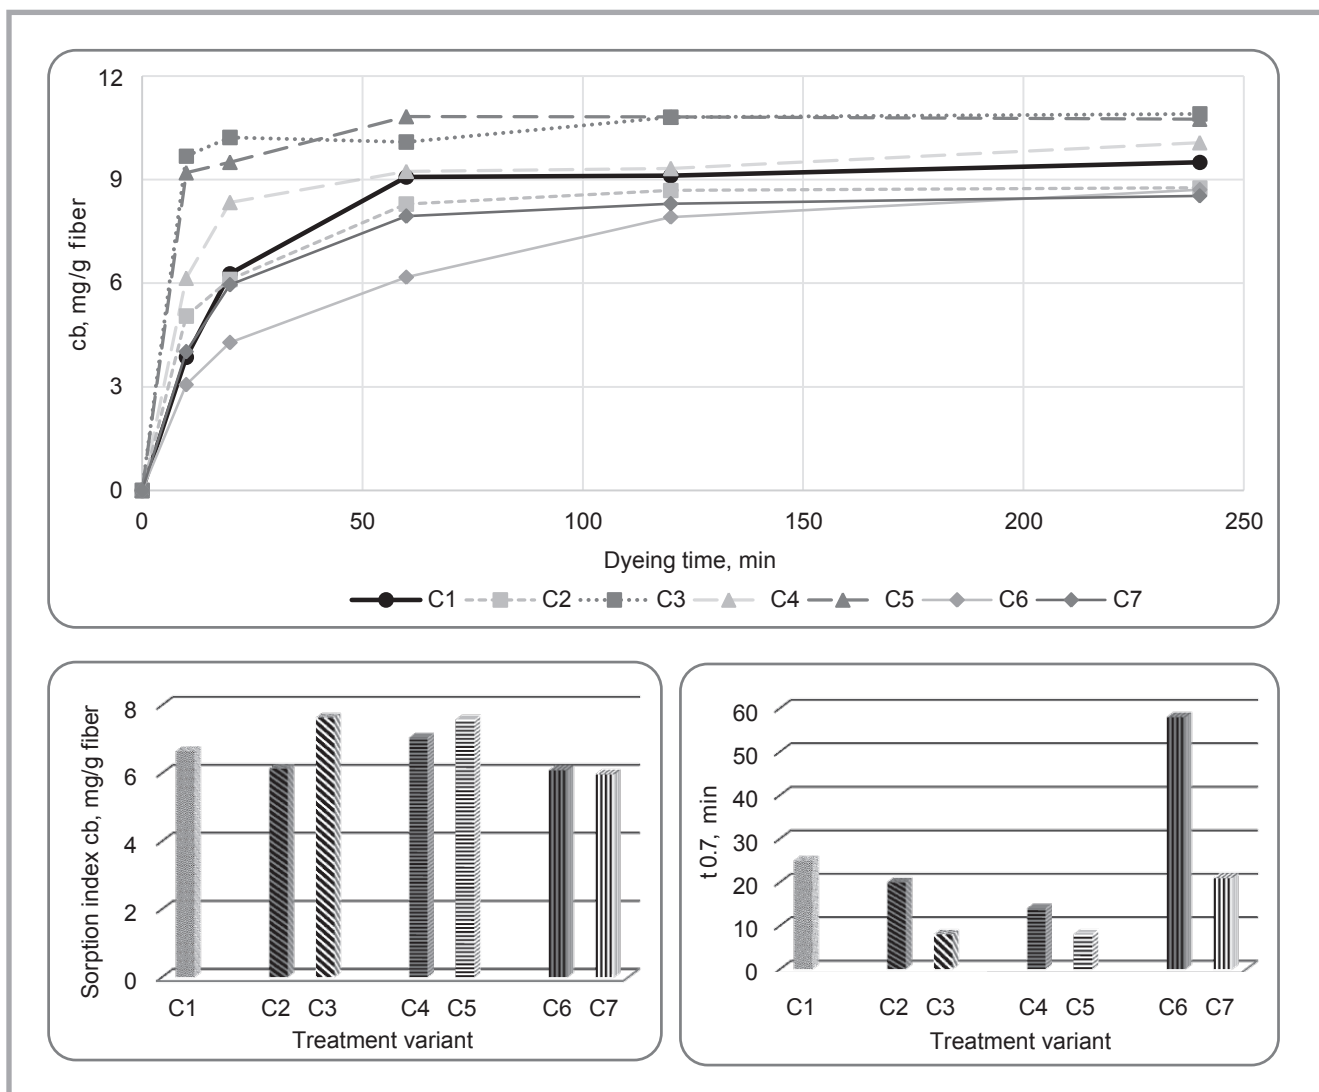 12
9
6
3
0
cb, mg/g fiber
0 50 100 150 200 250
Dyeing time, min
C1 C2 C3 C4 C5 C6 C7
8
6
4
2
0
Sorption index cb, mg/g fiber
C1 C2 C3 C4 C5 C6 C7
Treatment variant
60
50
40
30
20
10
0
t 0.7, min
C1 C2 C3 C4 C5 C6 C7
Treatment variant